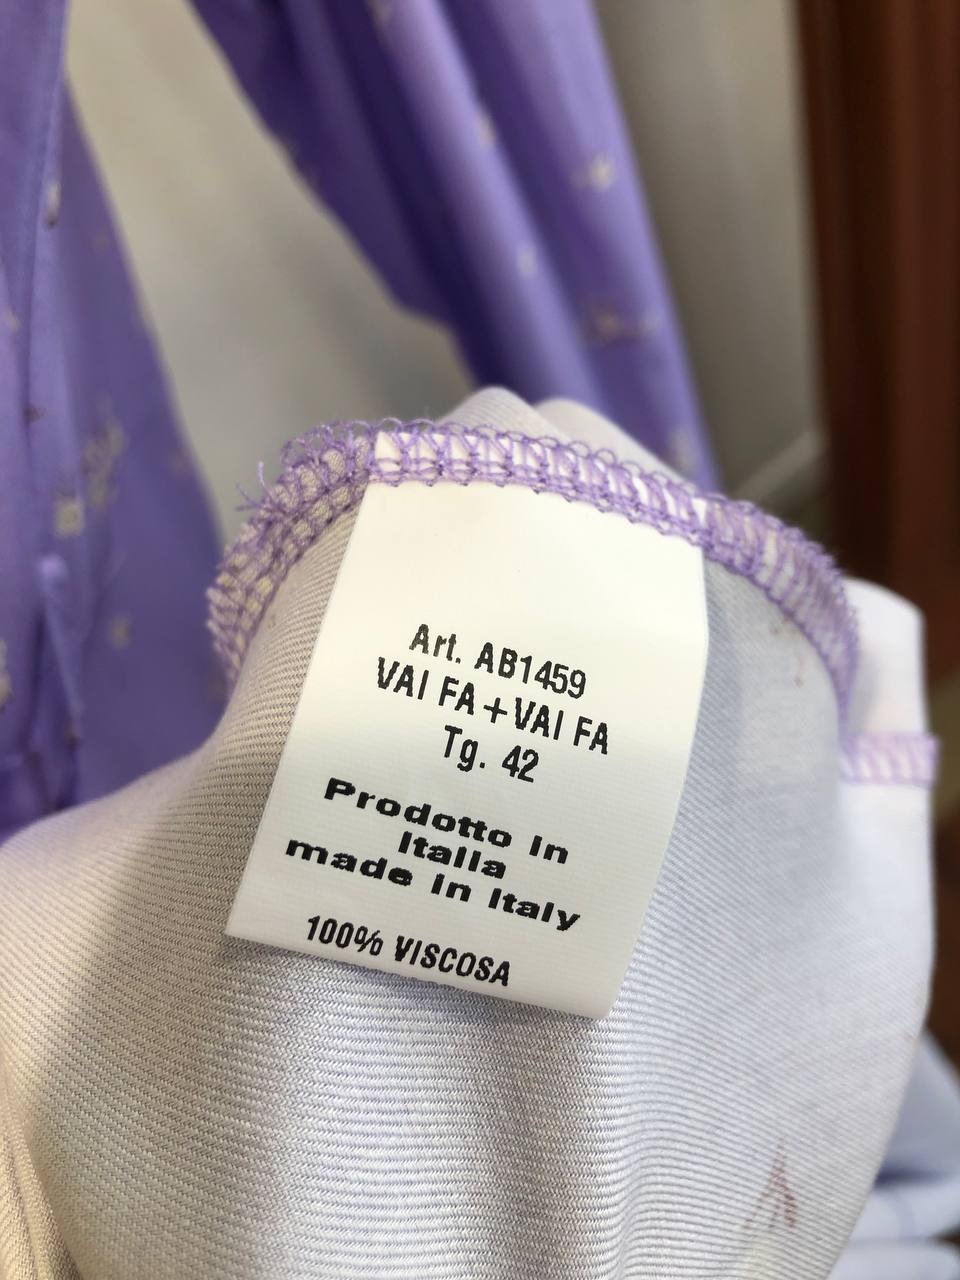 Art. AB1459
VAI FA+VAI FA
Tg. 42
Prodotto in
Italia
made in Italy
100% VISCOSA